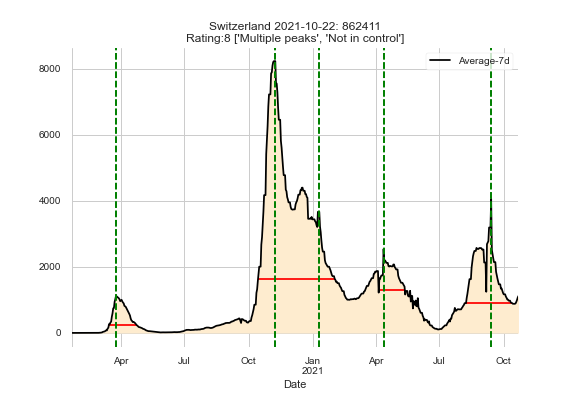 Switzerland 2021-10-22: 862411
Rating:8 ['Multiple peaks', 'Not in control']
Average-7d
8000
6000
4000
2000
0
Apr Jul Oct Jan Apr Jul Oct
2021
Date